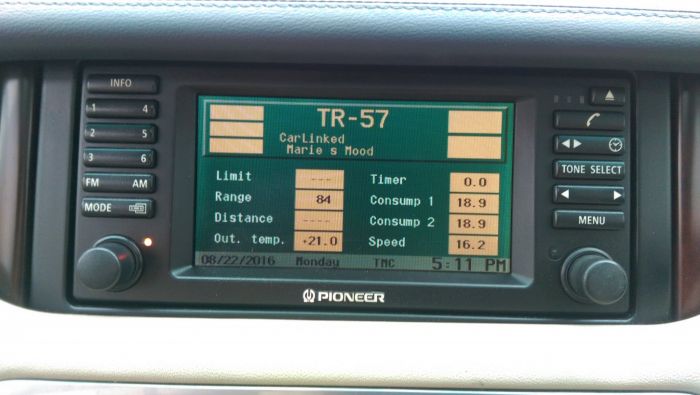 INFO
1 4
2 5
3 6
FM AM
MODE
TR-57
CarLinked
Marie s Mood
Limit ---
Range 84
Distance ----
Out. temp. +21.0
Timer 0.0
Consump 1 18.9
Consump 2 18.9
Speed 16.2
08/22/2016 Monday TMC 5:11 PM
TONE SELECT
MENU
PIONEER